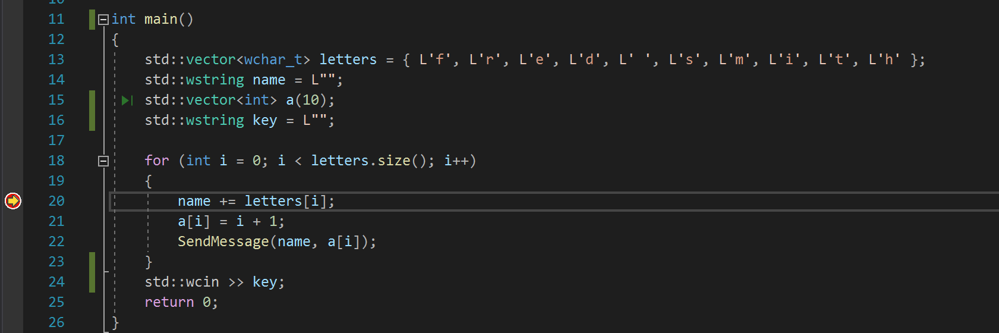 10
11 int main()
12 {
13 std::vector<wchar_t> letters = { L'f', L'r', L'e', L'd', L' ', L's', L'm', L'i', L't', L'h' };
14 std::wstring name = L"";
15 std::vector<int> a(10);
16 std::wstring key = L"";
17
18 for (int i = 0; i < letters.size(); i++)
19 {
20 name += letters[i];
21 a[i] = i + 1;
22 SendMessage(name, a[i]);
23 }
24 std::wcin >> key;
25 return 0;
26 }